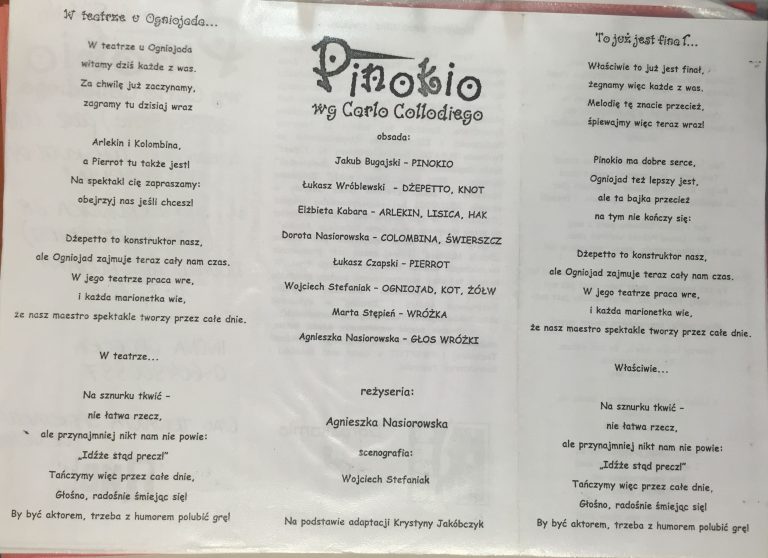 W teatrze u Ogniojada...
W teatrze u Ogniojada
witamy dziś każde z was.
Za chwilę już zaczynamy,
zagramy tu dzisiaj wraz
Arlekin i Kolombina,
a Pierrot tu także jest!
Na spektakl cię zapraszamy:
obejrzyj nas jeśli chcesz!
Dżepetto to konstruktor nasz,
ale Ogniojad zajmuje teraz cały nam czas.
W jego teatrze praca wre,
i każda marionetka wie,
że nasz maestro spektakle tworzy przez całe dnie.
W teatrze...
Na sznurku tkwić –
nie łatwa rzecz,
ale przynajmniej nikt nam nie powie:
„Idźże stąd precz!"
Tańczymy więc przez całe dnie,
Głośno, radośnie śmiejąc się!
By być aktorem, trzeba z humorem polubić grę!
Pinokio
wg Carlo Collodiego
obsada:
Jakub Bugajski – PINOKIO
Łukasz Wróblewski – DŻEPETTO, KNOT
Elżbieta Kabara – ARLEKIN, LISICA, HAK
Dorota Nasiorowska – COLOMBINA, ŚWIERSZCZ
Łukasz Czapski – PIERROT
Wojciech Stefaniak – OGNIOJAD, KOT, ŻÓŁW
Marta Stępień – WRÓŻKA
Agnieszka Nasiorowska – GŁOS WRÓŻKI
reżyseria:
Agnieszka Nasiorowska
scenografia:
Wojciech Stefaniak
Na podstawie adaptacji Krystyny Jakóbczyk
To już jest finał...
Właściwie to już jest finał,
żegnamy więc każde z was.
Melodię tę znacie przecież,
śpiewajmy więc teraz wraz!
Pinokio ma dobre serce,
Ogniojad też lepszy jest,
ale ta bajka przecież
na tym nie kończy się:
Dżepetto to konstruktor nasz,
ale Ogniojad zajmuje teraz cały nam czas.
W jego teatrze praca wre,
i każda marionetka wie,
że nasz maestro spektakle tworzy przez całe dnie.
Właściwie...
Na sznurku tkwić –
nie łatwa rzecz,
ale przynajmniej nikt nam nie powie:
„Idźże stąd precz!"
Tańczymy więc przez całe dnie,
Głośno, radośnie śmiejąc się!
By być aktorem, trzeba z humorem polubić grę!